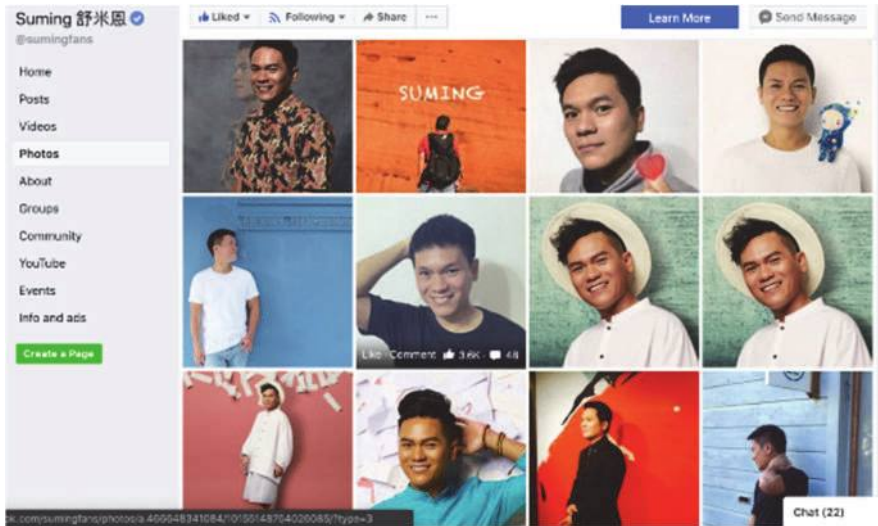 Suming 舒米恩
@sumingfans
Liked Following Share ...
Learn More
Send Message
Home
Posts
Videos
Photos
About
Groups
Community
YouTube
Events
Info and ads
Create a Page
SUMING
Like · Comment 3.6K · 48
Chat (22)